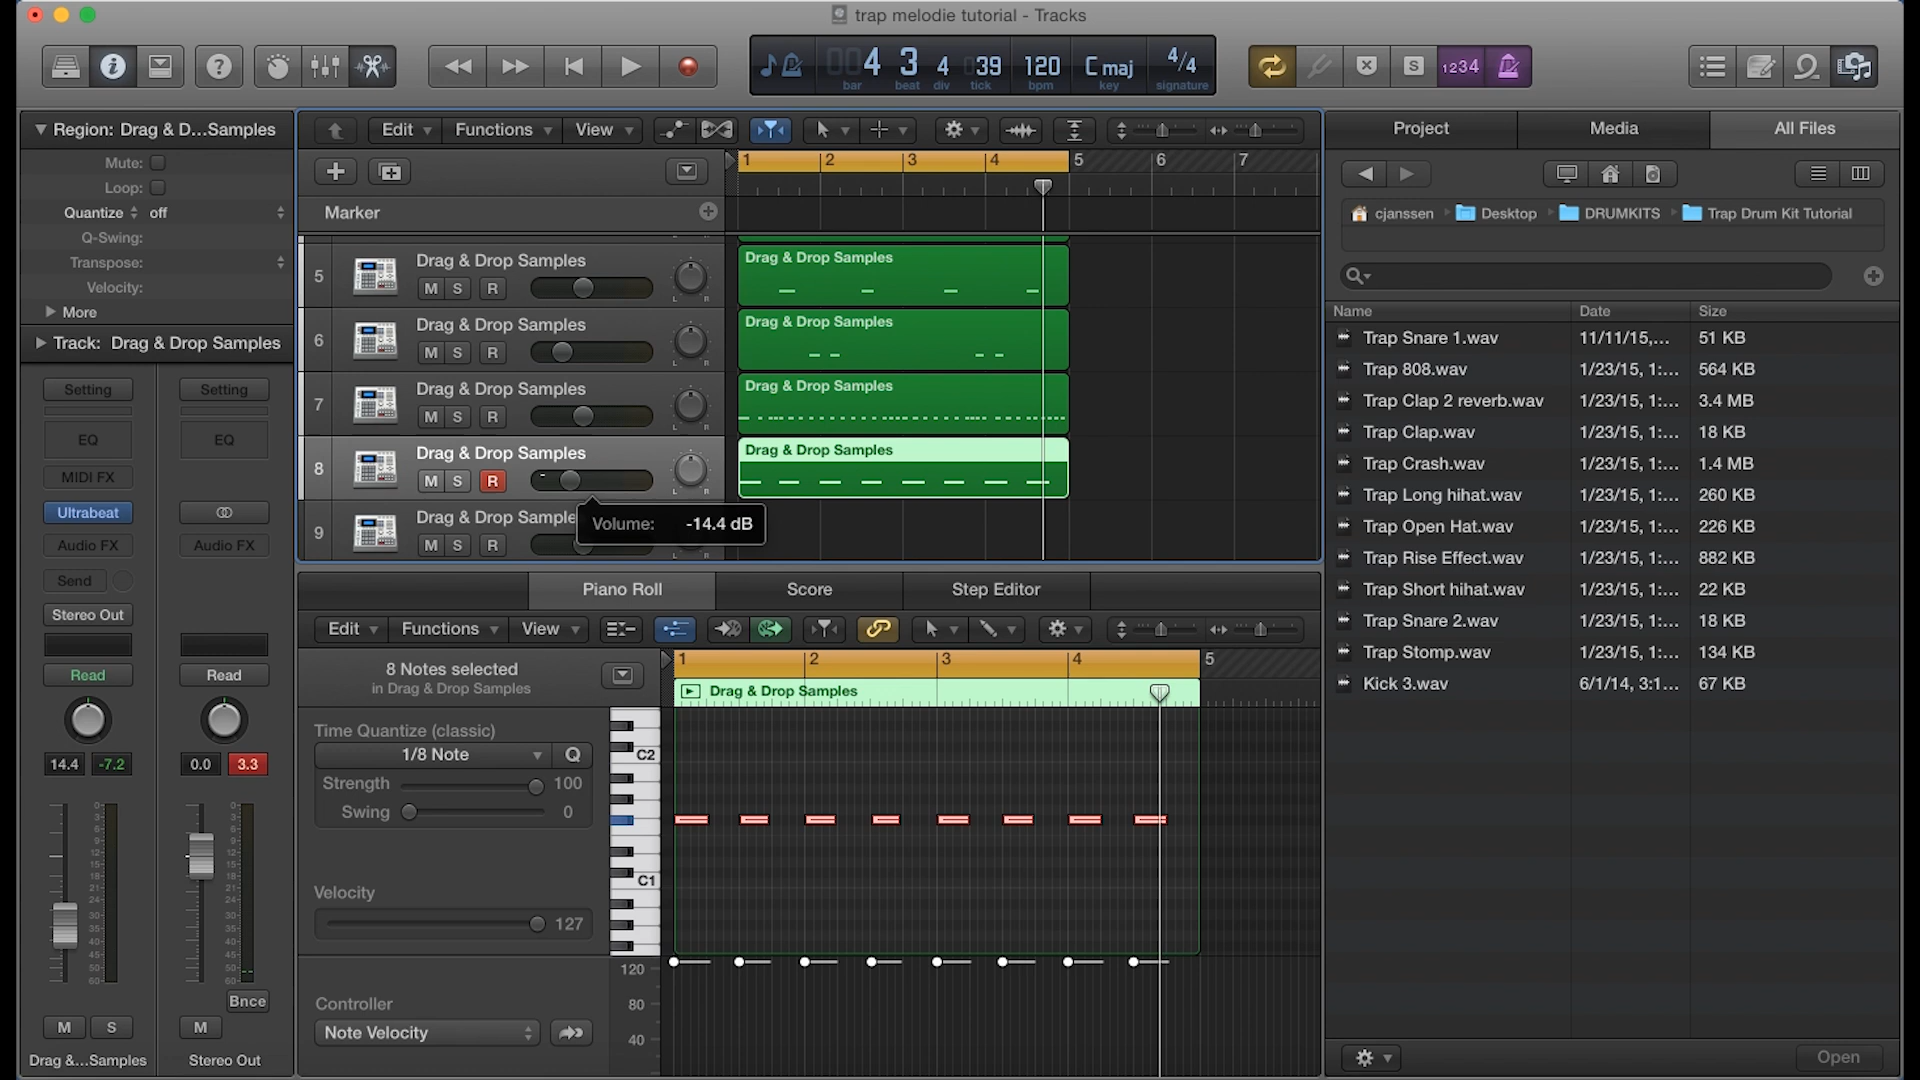 trap melodie tutorial - Tracks
004 3 4 39 120 C maj 4/4
bar beat div tick bpm key signature
S 1234
Region: Drag & D...Samples
Mute:
Loop:
Quantize off
Q-Swing:
Transpose:
Velocity:
More
Track: Drag & Drop Samples
Setting Setting
EQ EQ
MIDI FX
Ultrabeat
Audio FX Audio FX
Send
Stereo Out
Read Read
14.4 -7.2 0.0 3.3
Bnce
M S M
Drag &...Samples Stereo Out
Edit Functions View
1 2 3 4 5 6 7
Marker
5 Drag & Drop Samples
M S R
Drag & Drop Samples
6 Drag & Drop Samples
M S R
Drag & Drop Samples
7 Drag & Drop Samples
M S R
Drag & Drop Samples
8 Drag & Drop Samples
M S R
Drag & Drop Samples
9 Drag & Drop Sample
M S R
Volume: -14.4 dB
Piano Roll Score Step Editor
Edit Functions View
8 Notes selected
in Drag & Drop Samples
1 2 3 4 5
Drag & Drop Samples
Time Quantize (classic)
1/8 Note Q
Strength 100
Swing 0
Velocity
127
C2
C1
Controller
Note Velocity
120
80
40
Project Media All Files
cjanssen Desktop DRUMKITS Trap Drum Kit Tutorial
Name Date Size
Trap Snare 1.wav 11/11/15,... 51 KB
Trap 808.wav 1/23/15, 1:... 564 KB
Trap Clap 2 reverb.wav 1/23/15, 1:... 3.4 MB
Trap Clap.wav 1/23/15, 1:... 18 KB
Trap Crash.wav 1/23/15, 1:... 1.4 MB
Trap Long hihat.wav 1/23/15, 1:... 260 KB
Trap Open Hat.wav 1/23/15, 1:... 226 KB
Trap Rise Effect.wav 1/23/15, 1:... 882 KB
Trap Short hihat.wav 1/23/15, 1:... 22 KB
Trap Snare 2.wav 1/23/15, 1:... 18 KB
Trap Stomp.wav 1/23/15, 1:... 134 KB
Kick 3.wav 6/1/14, 3:1... 67 KB
Open